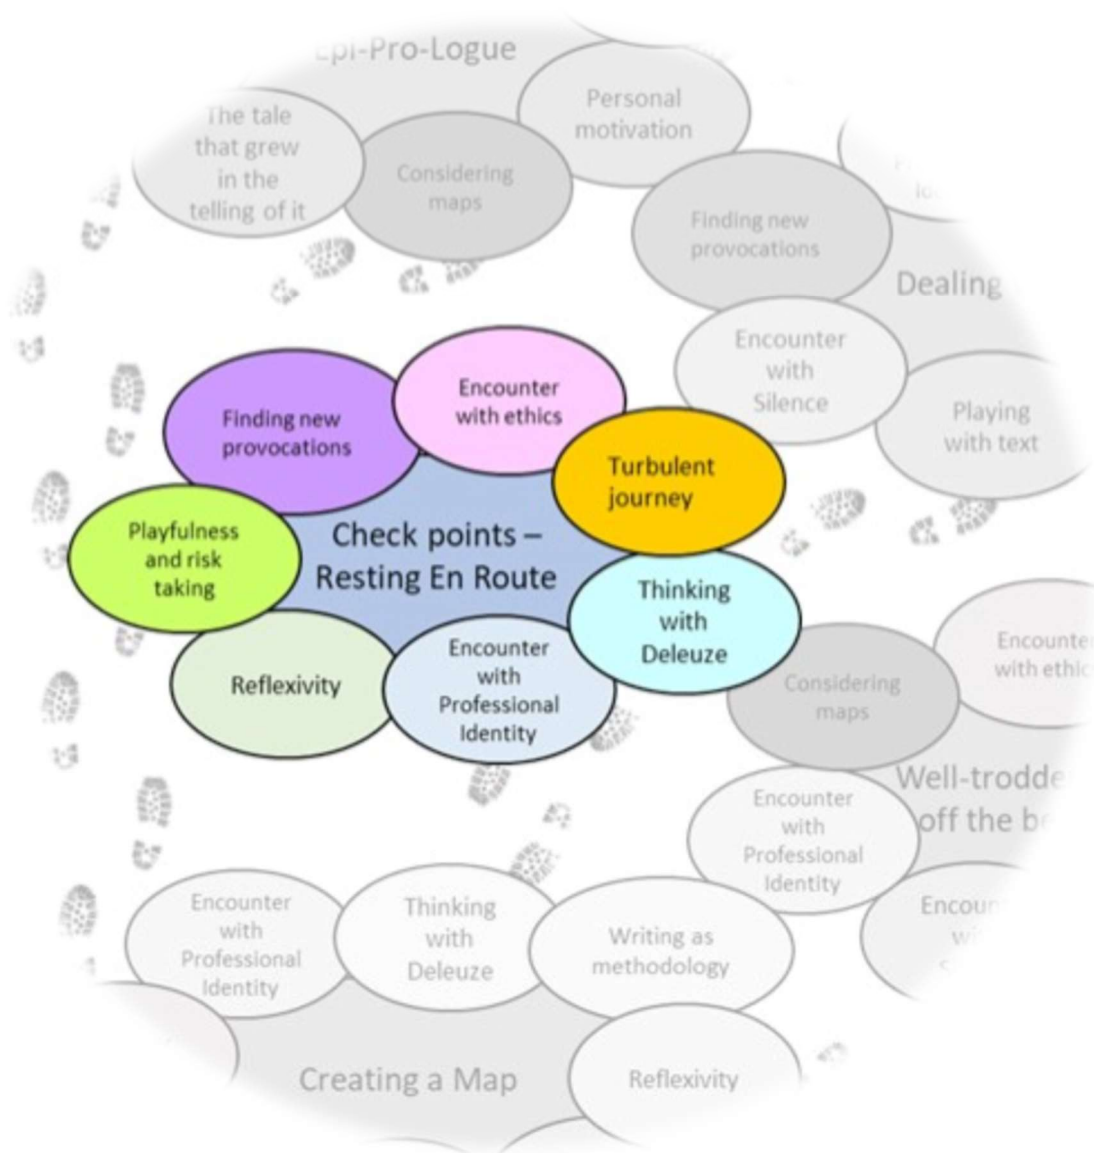 Epi-Pro-Logue
Personal
motivation
The tale
that grew
in the
telling of it
Considering
maps
Finding new
provocations
Dealing
Encounter
with
Silence
Playing
with text
Finding new
provocations
Encounter
with ethics
Turbulent
journey
Playfulness
and risk
taking
Check points –
Resting En Route
Thinking
with
Deleuze
Reflexivity
Encounter
with
Professional
Identity
Considering
maps
Encounte
with ethic
Well-trodde
off the be
Encounter
with
Professional
Identity
Encoun
Encounter
with
Professional
Identity
Thinking
with
Deleuze
Writing as
methodology
Creating a Map
Reflexivity